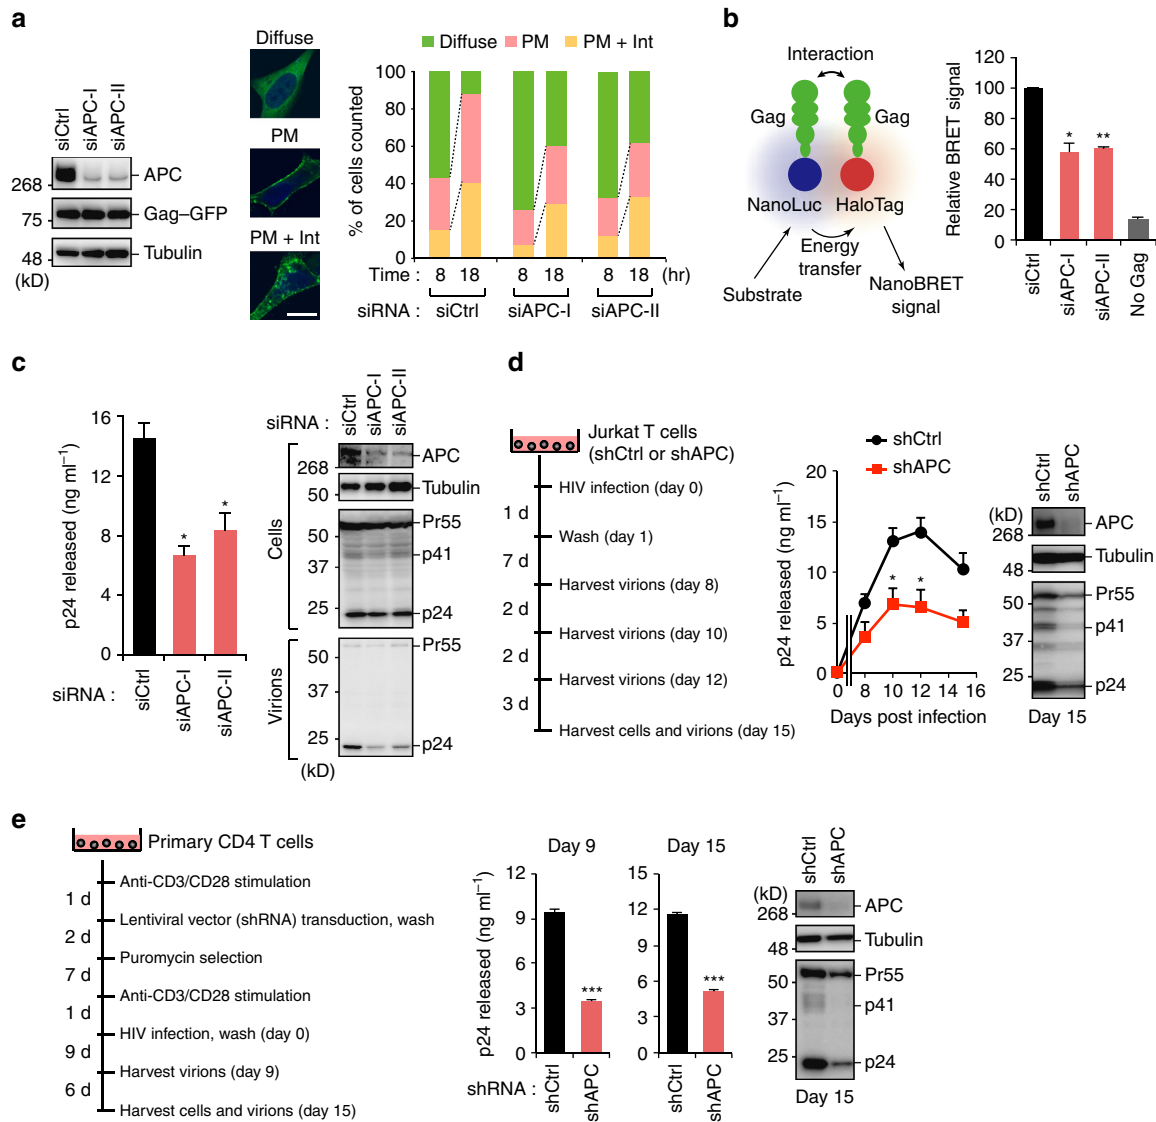 a
siCtrl
siAPC-I
siAPC-II
268
APC
75
Gag–GFP
48
Tubulin
(kD)
Diffuse
PM
PM + Int
Diffuse PM PM + Int
% of cells counted
100
80
60
40
20
0
Time : 8 18 8 18 8 18 (hr)
siRNA : siCtrl siAPC-I siAPC-II
b
Interaction
Gag Gag
NanoLuc HaloTag
Energy transfer
Substrate
NanoBRET signal
Relative BRET signal
120
100
80
60
40
20
0
* **
siCtrl
siAPC-I
siAPC-II
No Gag
c
p24 released (ng ml⁻¹)
16
12
8
4
0
*
*
siRNA :
siCtrl
siAPC-I
siAPC-II
siRNA :
siCtrl
siAPC-I
siAPC-II
Cells
268
APC
50
Tubulin
50
Pr55
p41
37
25
p24
Virions
50
Pr55
37
25
p24
(kD)
d
Jurkat T cells
(shCtrl or shAPC)
HIV infection (day 0)
1 d
Wash (day 1)
7 d
Harvest virions (day 8)
2 d
Harvest virions (day 10)
2 d
Harvest virions (day 12)
3 d
Harvest cells and virions (day 15)
shCtrl
shAPC
p24 released (ng ml⁻¹)
20
15
10
5
0
* *
0 8 10 12 14 16
Days post infection
shCtrl
shAPC
(kD)
268
APC
48
Tubulin
50
Pr55
p41
37
25
p24
Day 15
e
Primary CD4 T cells
Anti-CD3/CD28 stimulation
1 d
Lentiviral vector (shRNA) transduction, wash
2 d
Puromycin selection
7 d
Anti-CD3/CD28 stimulation
1 d
HIV infection, wash (day 0)
9 d
Harvest virions (day 9)
6 d
Harvest cells and virions (day 15)
p24 released (ng ml⁻¹)
Day 9
12
9
6
3
0
***
Day 15
15
12
9
6
3
0
***
shRNA :
shCtrl
shAPC
shCtrl
shAPC
shCtrl
shAPC
(kD)
268
APC
48
Tubulin
50
Pr55
p41
37
25
p24
Day 15